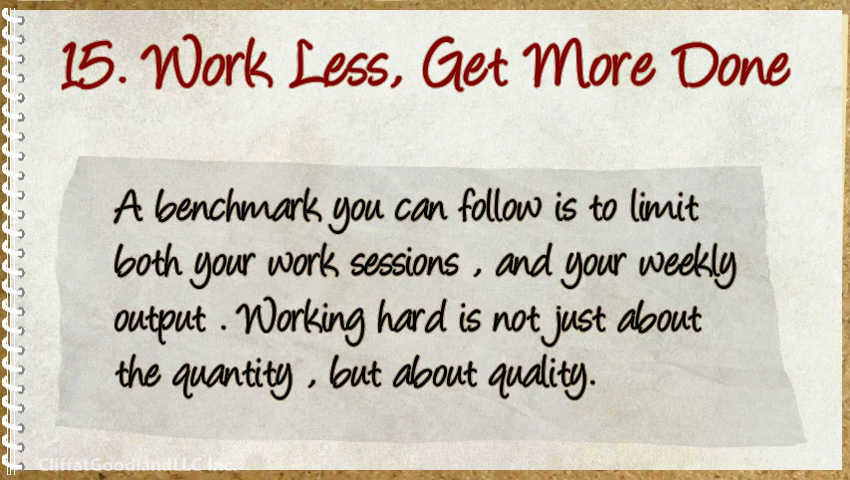 15. Work Less, Get More Done
A benchmark you can follow is to limit
both your work sessions , and your weekly
output . Working hard is not just about
the quantity , but about quality.
CliffatGoodlandLLC Inc.